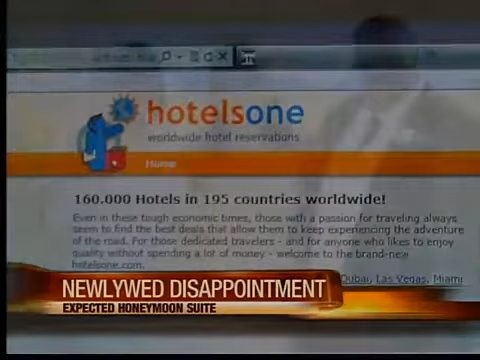 hotelsone
worldwide hotel reservations
Home
160.000 Hotels in 195 countries worldwide!
Even in these tough economic times, those with a passion for traveling always
seem to find the best deals that allow them to keep experiencing the adventure
of the road. For those dedicated travelers - and for anyone who likes to enjoy
quality without spending a lot of money - welcome to the brand-new
hotelsone.com.
Dubai, Las Vegas, Miami
NEWLYWED DISAPPOINTMENT
EXPECTED HONEYMOON SUITE